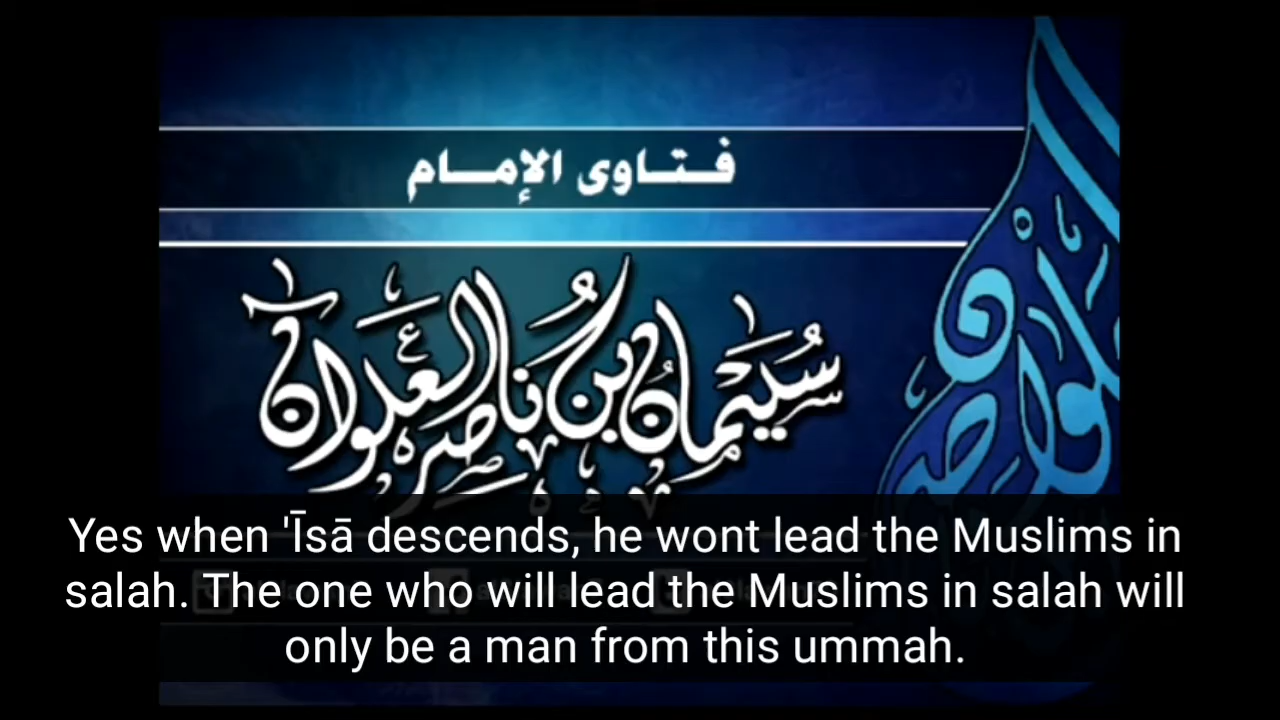 فتاوى الإمام
سليمان بن ناصر العلوان
Yes when 'Īsā descends, he wont lead the Muslims in
salah. The one who will lead the Muslims in salah will
only be a man from this ummah.